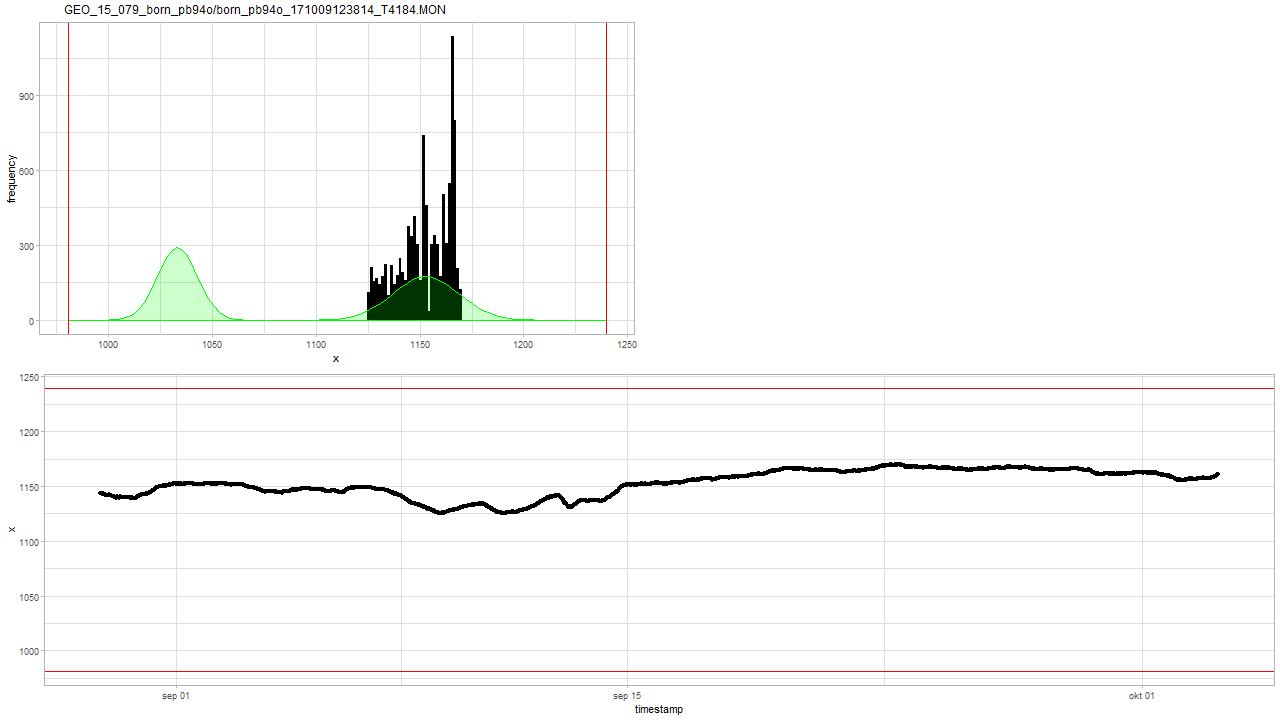 GEO_15_079_born_pb94o/born_pb94o_171009123814_T4184.MON
frequency
900
600
300
0
1000 1050 1100 1150 1200 1250
x
x
1250
1200
1150
1100
1050
1000
sep 01 sep 15 okt 01
timestamp